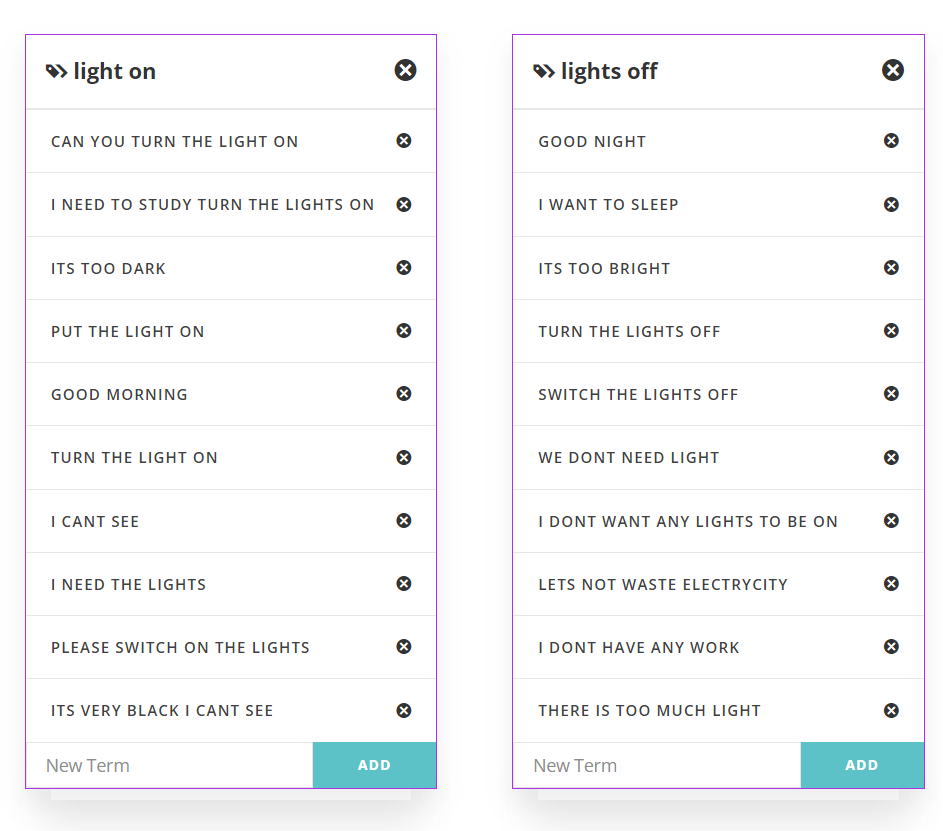 light on
CAN YOU TURN THE LIGHT ON
I NEED TO STUDY TURN THE LIGHTS ON
ITS TOO DARK
PUT THE LIGHT ON
GOOD MORNING
TURN THE LIGHT ON
I CANT SEE
I NEED THE LIGHTS
PLEASE SWITCH ON THE LIGHTS
ITS VERY BLACK I CANT SEE
New Term
ADD
lights off
GOOD NIGHT
I WANT TO SLEEP
ITS TOO BRIGHT
TURN THE LIGHTS OFF
SWITCH THE LIGHTS OFF
WE DONT NEED LIGHT
I DONT WANT ANY LIGHTS TO BE ON
LETS NOT WASTE ELECTRYCITY
I DONT HAVE ANY WORK
THERE IS TOO MUCH LIGHT
New Term
ADD